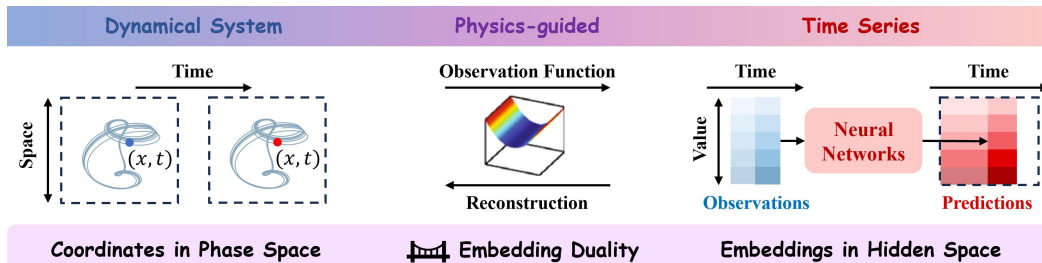 Dynamical System
Physics-guided
Time Series
Time
Space
(x, t)
(x, t)
Observation Function
Reconstruction
Time
Value
Observations
Neural
Networks
Time
Predictions
Coordinates in Phase Space
Embedding Duality
Embeddings in Hidden Space